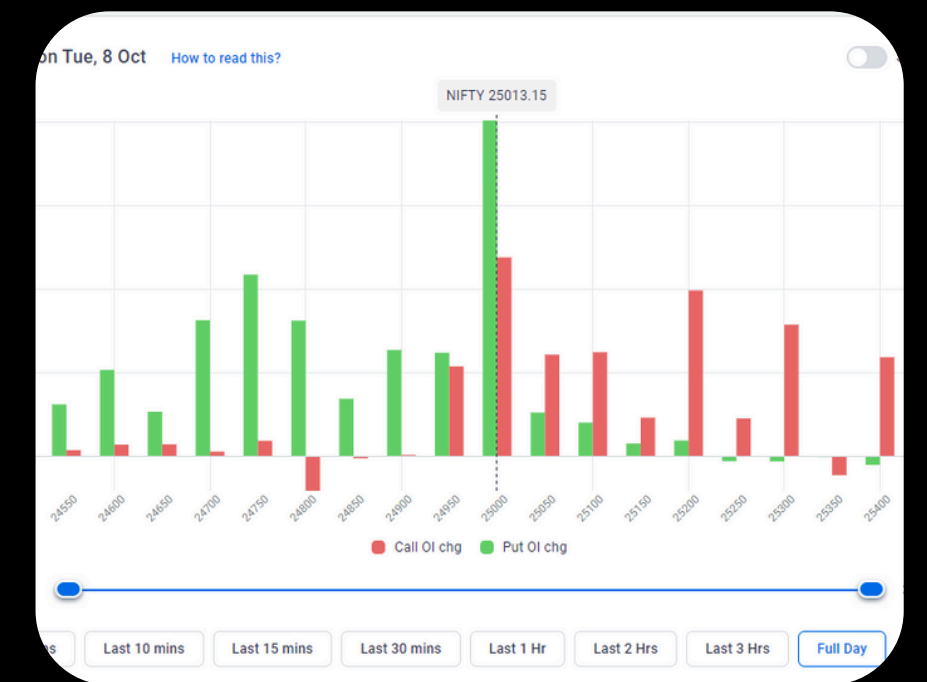 on Tue, 8 Oct How to read this?
NIFTY 25013.15
24550 24600 24650 24700 24750 24800 24850 24900 24950 25000 25050 25100 25150 25200 25250 25300 25350 25400
Call OI chg Put OI chg
Last 10 mins Last 15 mins Last 30 mins Last 1 Hr Last 2 Hrs Last 3 Hrs Full Day